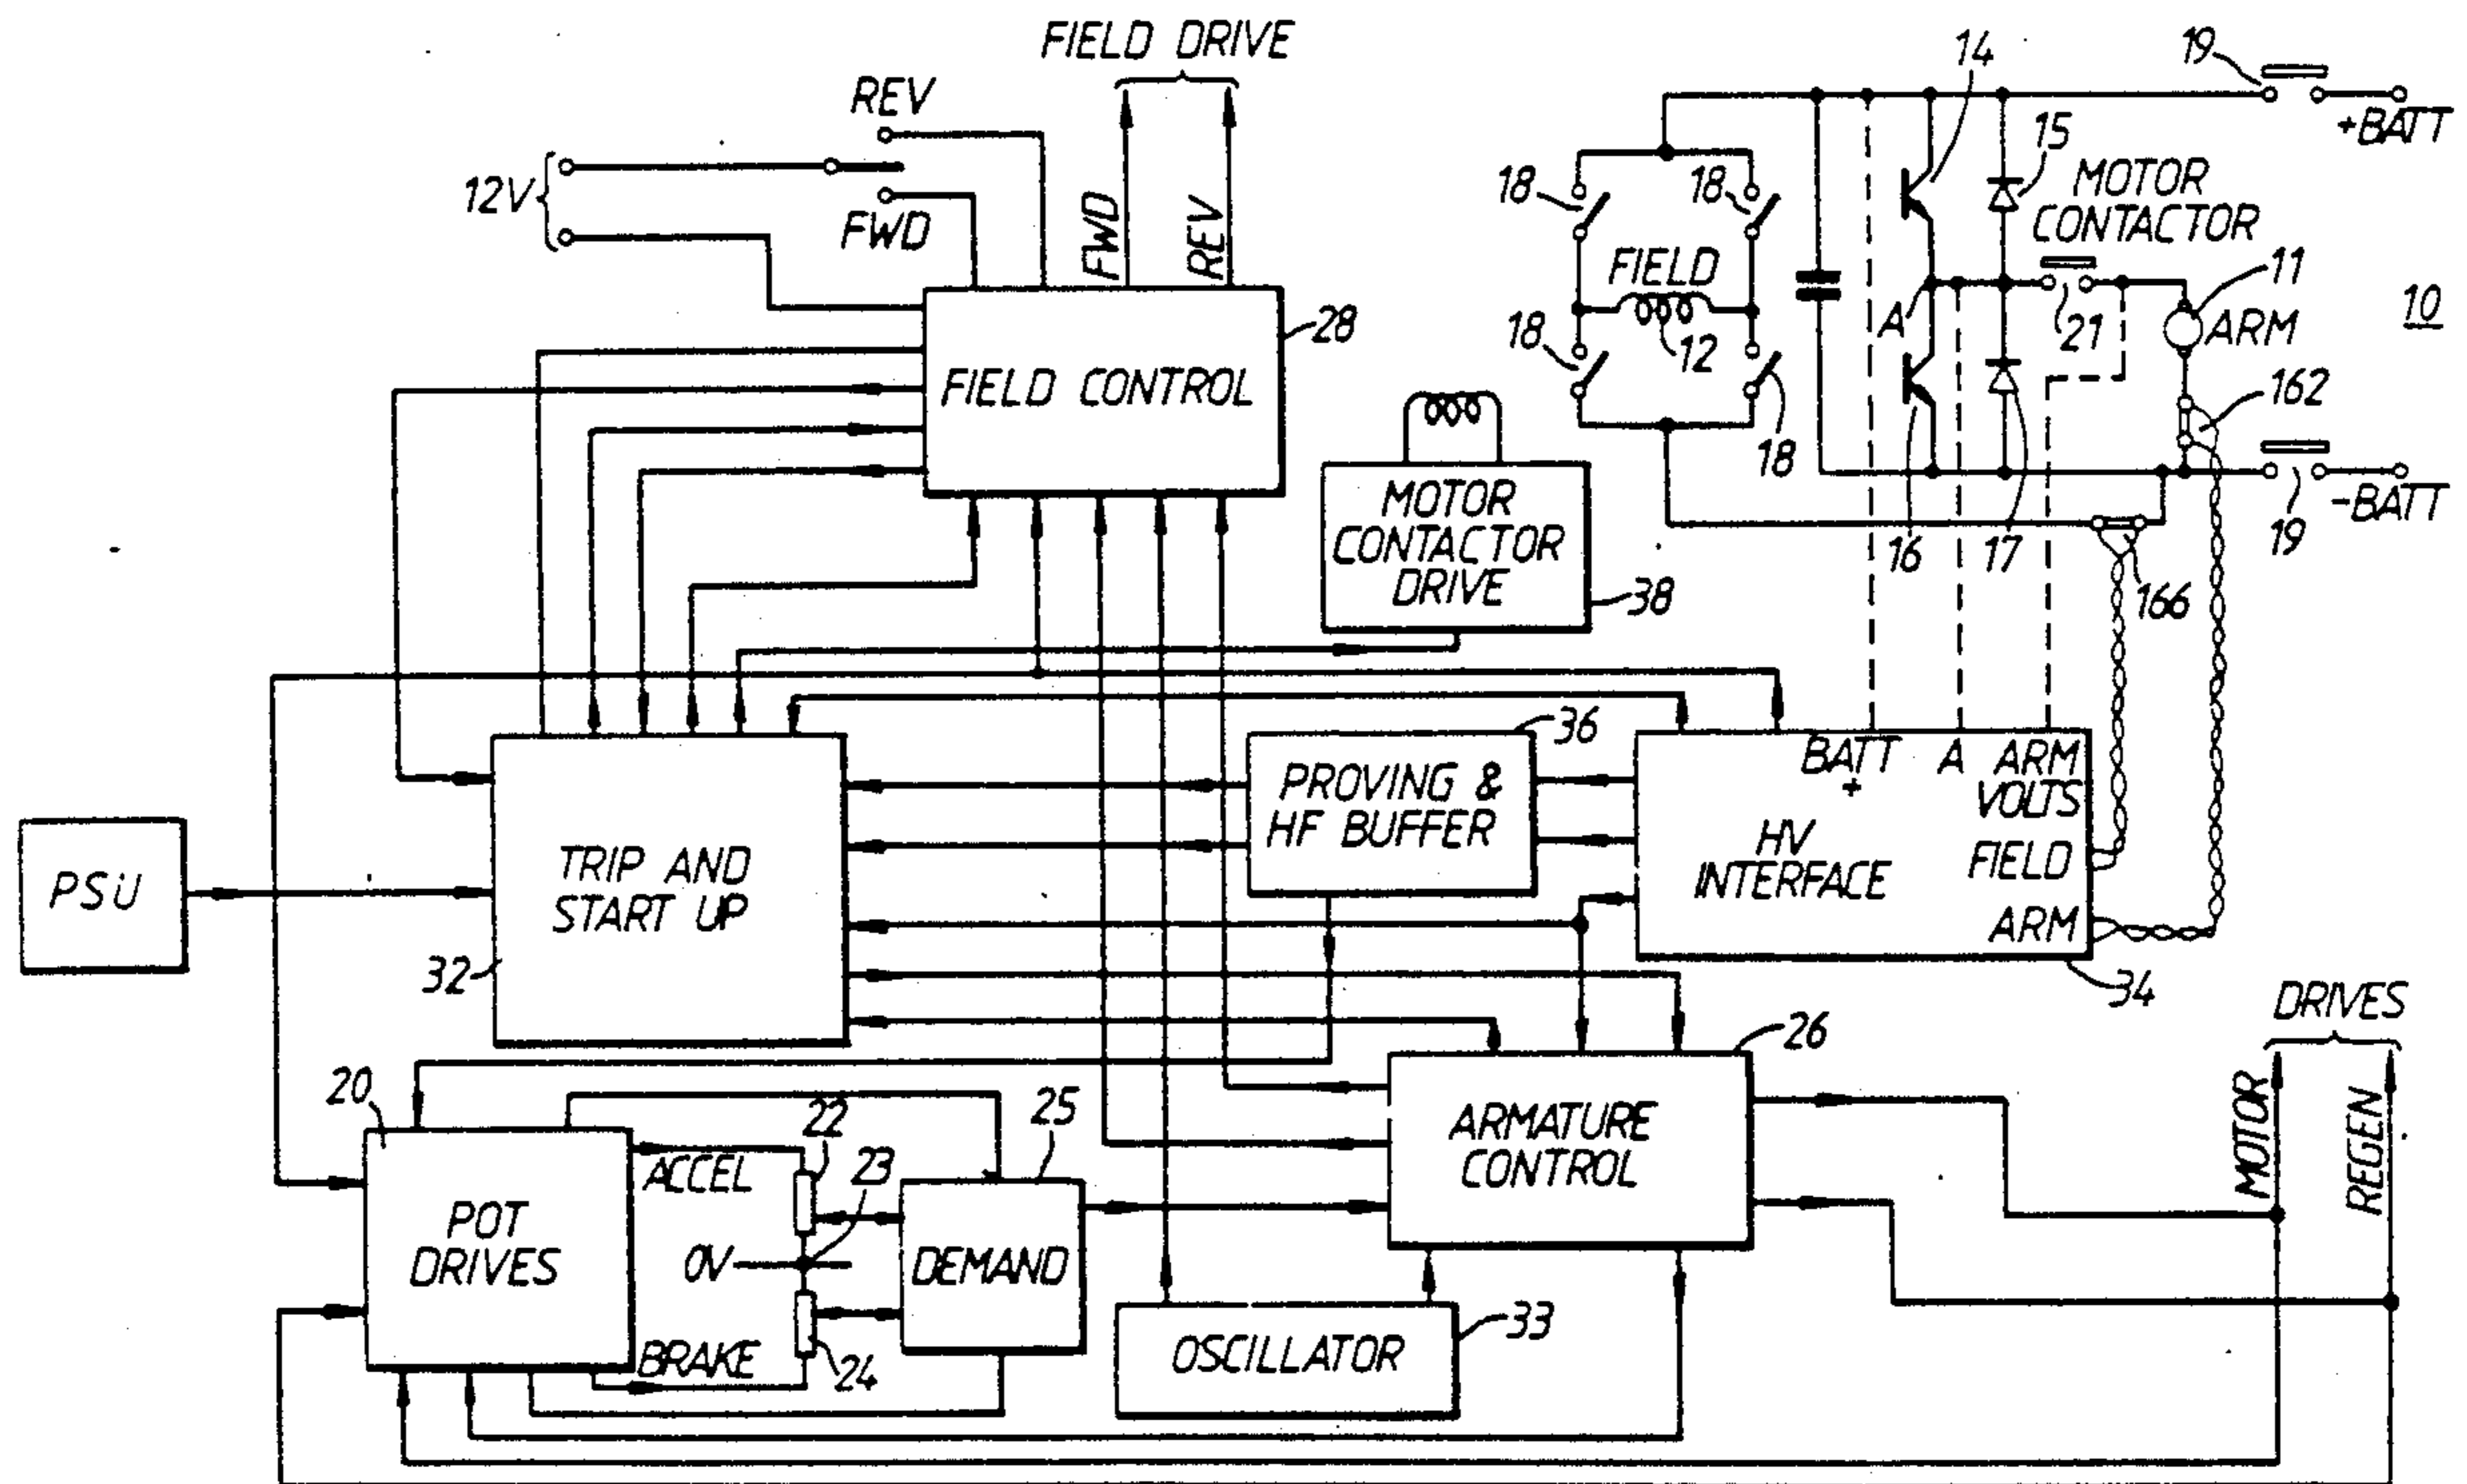 FIELD DRIVE
REV
12V
FWD
FWD
REV
28
FIELD CONTROL
14
19
+BATT
15
MOTOR
CONTACTOR
18
18
FIELD
12
18
18
A
21
11
ARM
10
162
16
17
166
19
-BATT
MOTOR
CONTACTOR
DRIVE
38
PSU
TRIP AND
START UP
32
36
PROVING &
HF BUFFER
BATT
+
A
ARM
VOLTS
HV
INTERFACE
FIELD
ARM
34
DRIVES
MOTOR
REGEN
20
POT
DRIVES
ACCEL
22
23
0V
BRAKE
24
25
DEMAND
26
ARMATURE
CONTROL
OSCILLATOR
33